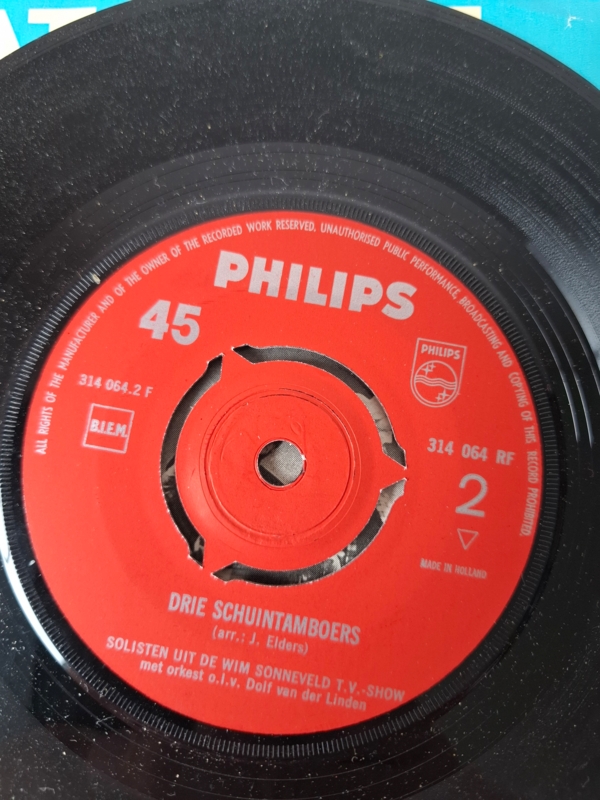 ALL RIGHTS OF THE MANUFACTURER AND OF THE OWNER OF THE RECORDED WORK RESERVED. UNAUTHORISED PUBLIC PERFORMANCE, BROADCASTING AND COPYING OF THIS RECORD PROHIBITED.
PHILIPS
45
PHILIPS
314 064.2 F
B.I.E.M.
314 064 RF
2
MADE IN HOLLAND
DRIE SCHUINTAMBOERS
(arr.: J. Elders)
SOLISTEN UIT DE WIM SONNEVELD T.V.-SHOW
met orkest o.l.v. Dolf van der Linden